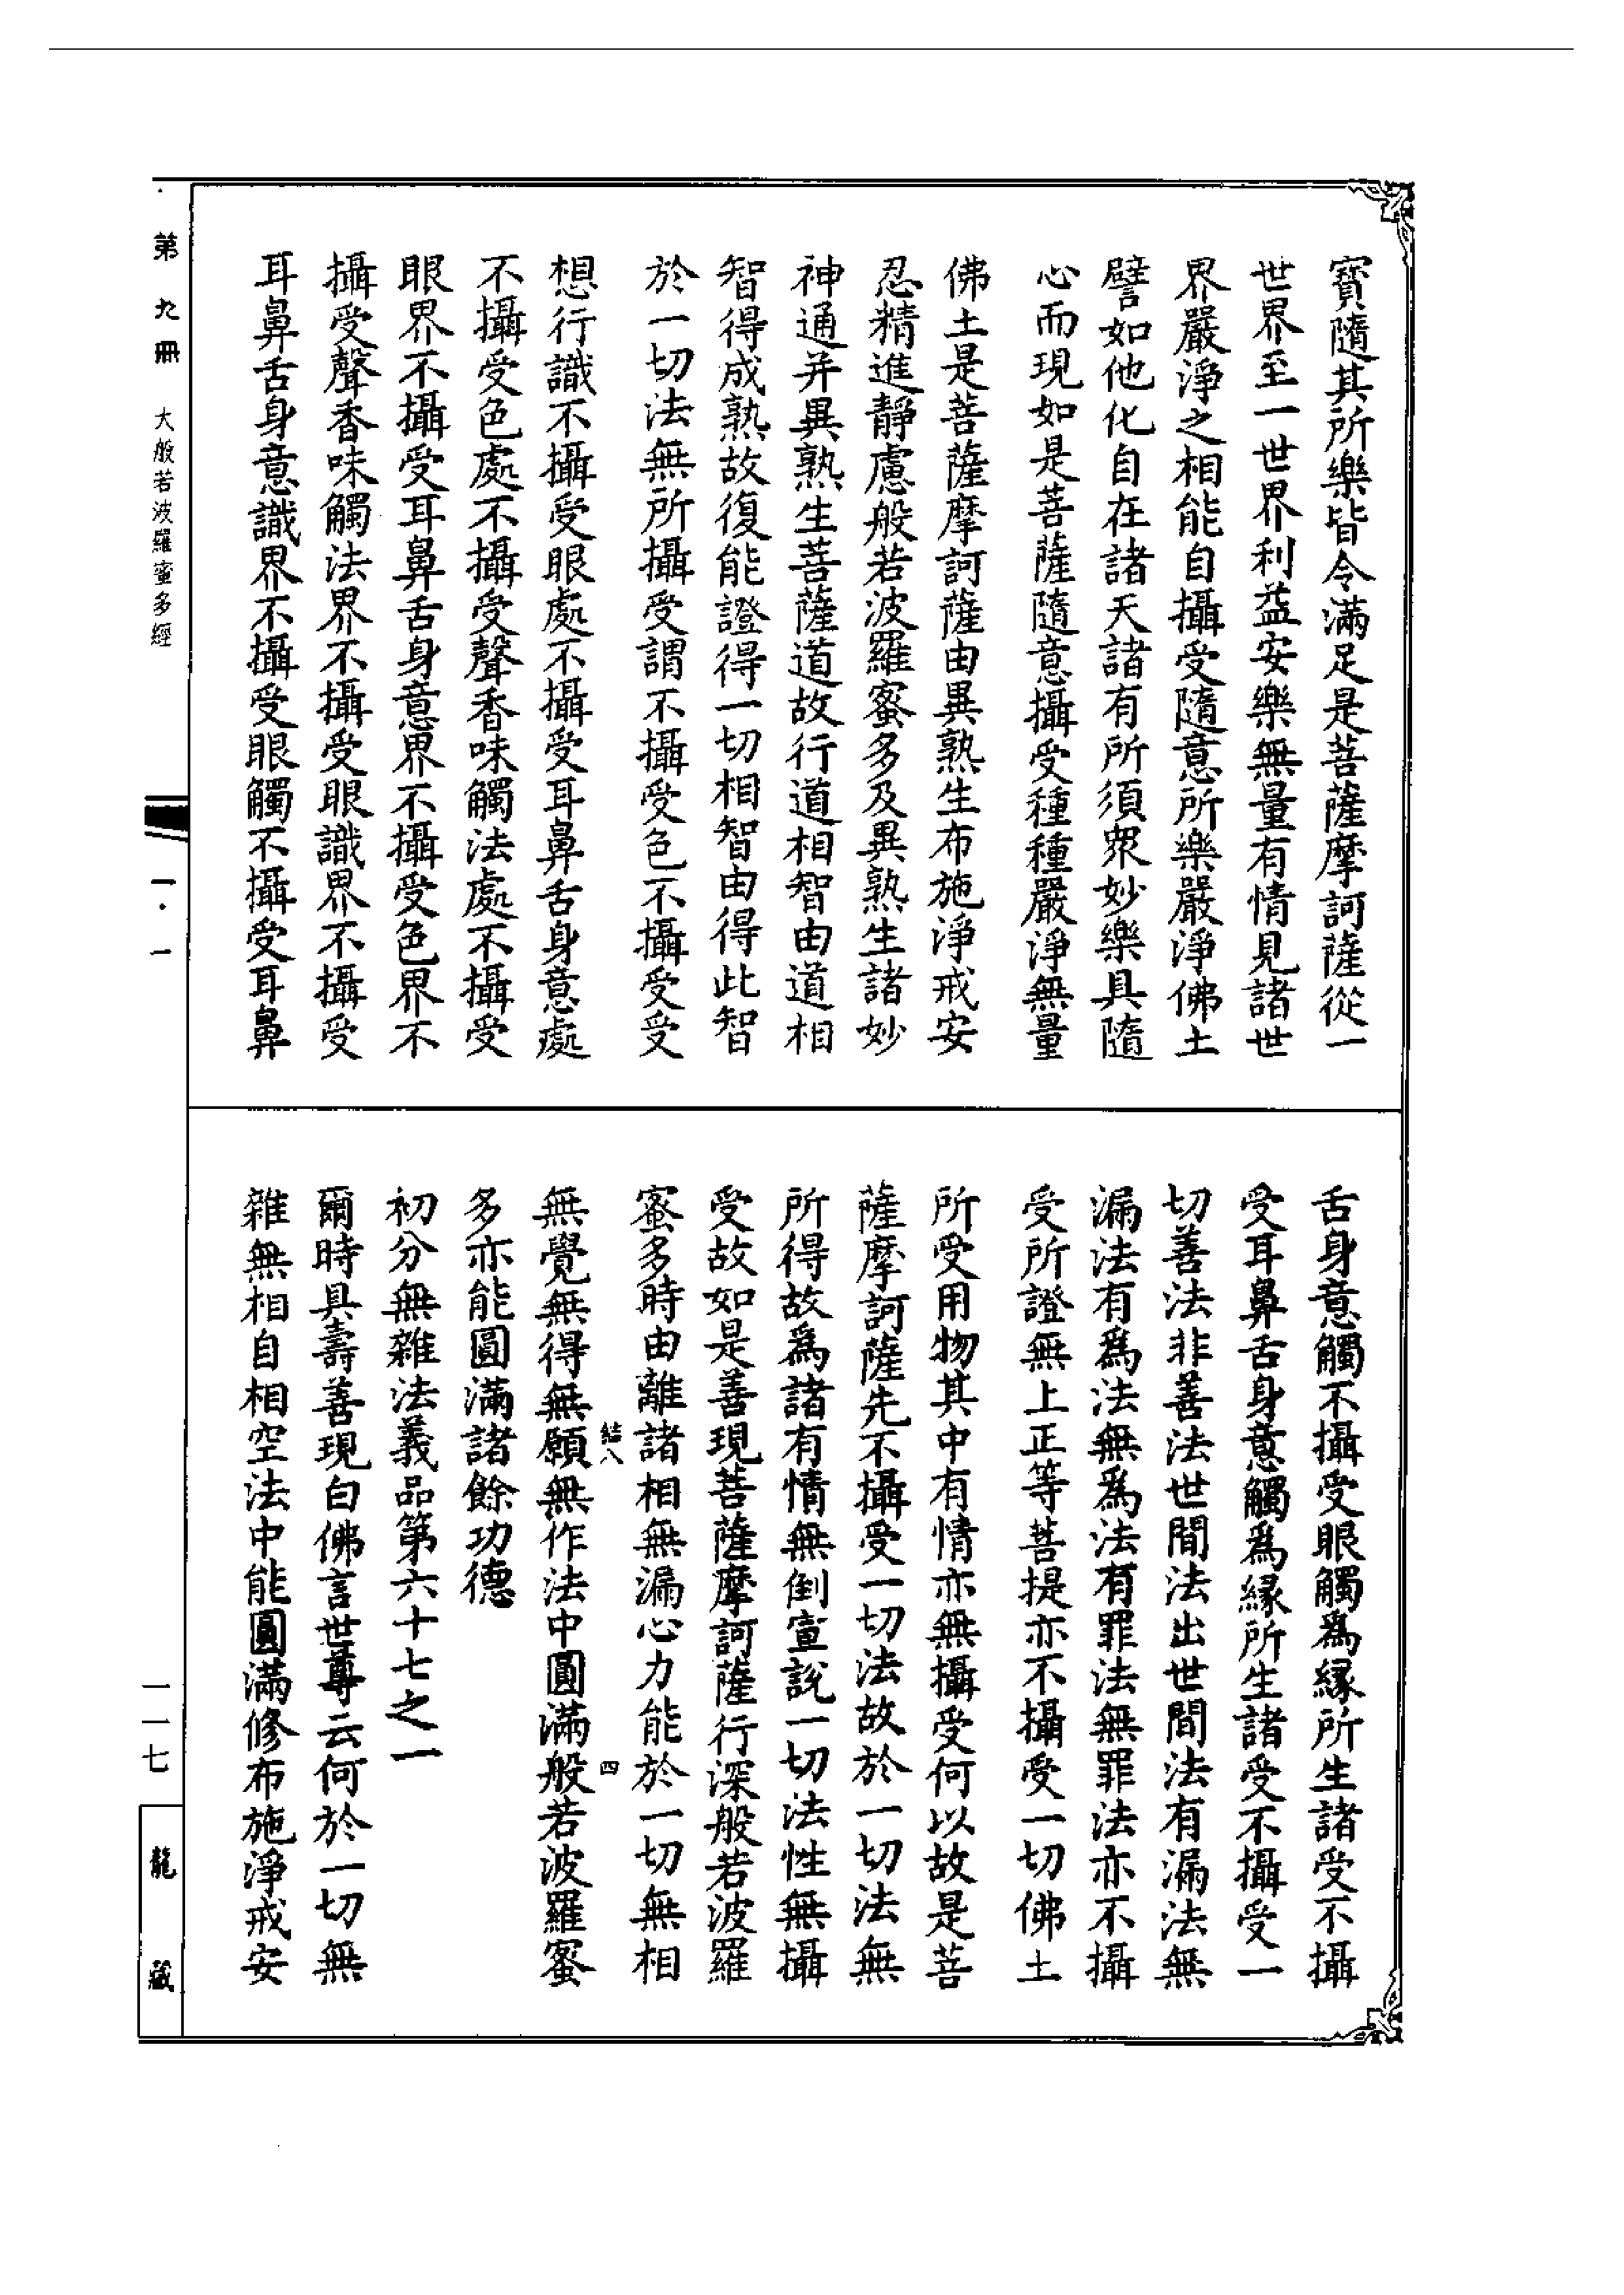 寶隨其所樂皆令滿足是菩薩摩訶薩從一
世界至一世界利益安樂無量有情見諸世
界嚴淨之相能自攝受隨意所樂嚴淨佛土
譬如他化自在諸天諸有所須衆妙樂具隨
心而現如是菩薩隨意攝受種種嚴淨無量
佛土是菩薩摩訶薩由異熟生布施淨戒安
忍精進靜慮般若波羅蜜多及異熟生諸妙
神通并異熟生菩薩道故行道相智由道相
智得成熟故復能證得一切相智由得此智
於一切法無所攝受謂不攝受色不攝受受
想行識不攝受眼處不攝受耳鼻舌身意處
不攝受色處不攝受聲香味觸法處不攝受
眼界不攝受耳鼻舌身意界不攝受色界不
攝受聲香味觸法界不攝受眼識界不攝受
耳鼻舌身意識界不攝受眼觸不攝受耳鼻
舌身意觸不攝受眼觸爲縁所生諸受不攝
受耳鼻舌身意觸爲縁所生諸受不攝受一
切善法非善法世間法出世間法有漏法無
漏法有爲法無爲法有罪法無罪法亦不攝
受所證無上正等菩提亦不攝受一切佛土
所受用物其中有情亦無攝受何以故是菩
薩摩訶薩先不攝受一切法故於一切法無
所得故爲諸有情無倒宣說一切法性無攝
受故如是善現菩薩摩訶薩行深般若波羅
蜜多時由離諸相無漏心力能於一切無相
結八 四
無覺無得無願無作法中圓滿般若波羅蜜
多亦能圓滿諸餘功德
初分無雜法義品第六十七之一
爾時具壽善現白佛言世尊云何於一切無
雜無相自相空法中能圓滿修布施淨戒安
第九冊 大般若波羅蜜多經
一·一
一一七
龍藏